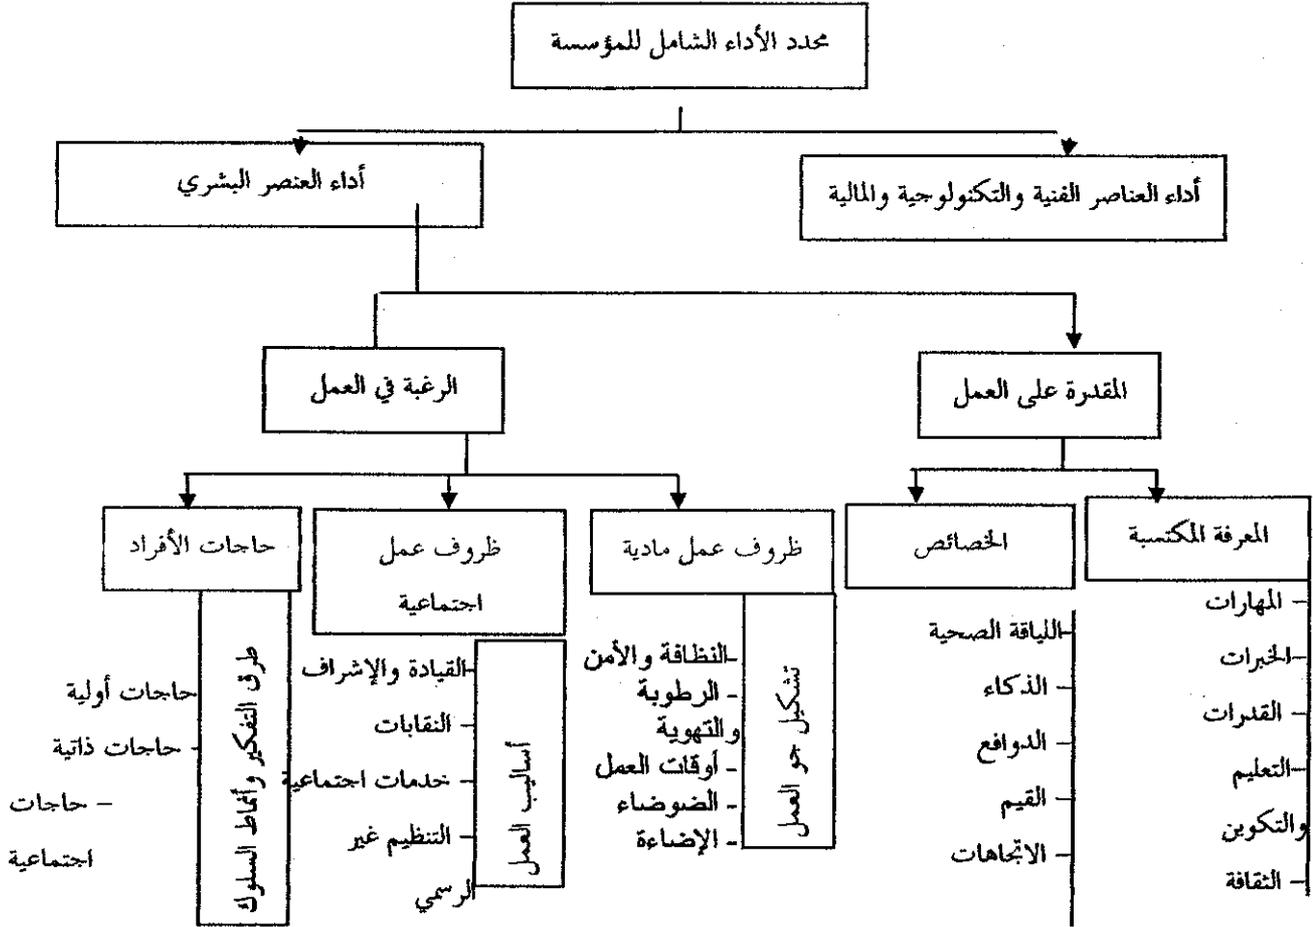 محدد الأداء الشامل للمؤسسة
أداء العناصر الفنية والتكنولوجية والمالية
أداء العنصر البشري
المقدرة على العمل
الرغبة في العمل
المعرفة المكتسبة
– المهارات
–الخبرات
– القدرات
–التعليم
والتكوين
– الثقافة
الخصائص
–اللياقة الصحية
– الذكاء
– الدوافع
– القيم
– الاتجاهات
ظروف عمل مادية
تشكيل جو العمل
–النظافة والأمن
– الرطوبة
والتهوية
– أوقات العمل
– الضوضاء
– الإضاءة
ظروف عمل
اجتماعية
أساليب العمل
–القيادة والإشراف
– النقابات
– خدمات اجتماعية
– التنظيم غير
الرسمي
حاجات الأفراد
طرق التفكير وأنماط السلوك
–حاجات أولية
– حاجات ذاتية
– حاجات
اجتماعية